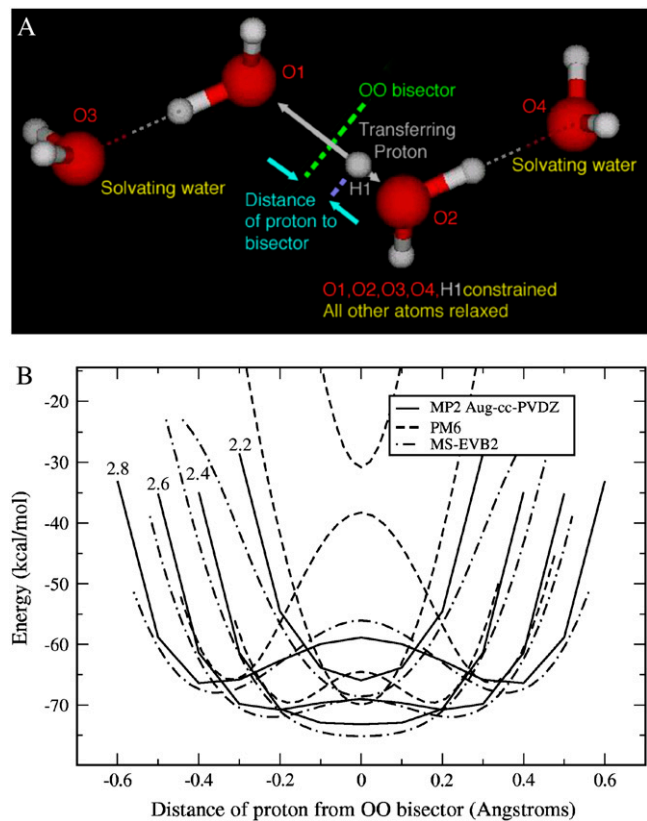 A
O1
OO bisector
O4
O3
Transferring
Proton
Solvating water
Solvating water
H1
Distance
of proton to
bisector
O2
O1,O2,O3,O4,H1constrained
All other atoms relaxed
B
-20
-30
-40
-50
-60
-70
Energy (kcal/mol)
MP2 Aug-cc-PVDZ
PM6
MS-EVB2
2.8
2.6
2.4
2.2
-0.6 -0.4 -0.2 0 0.2 0.4 0.6
Distance of proton from OO bisector (Angstroms)